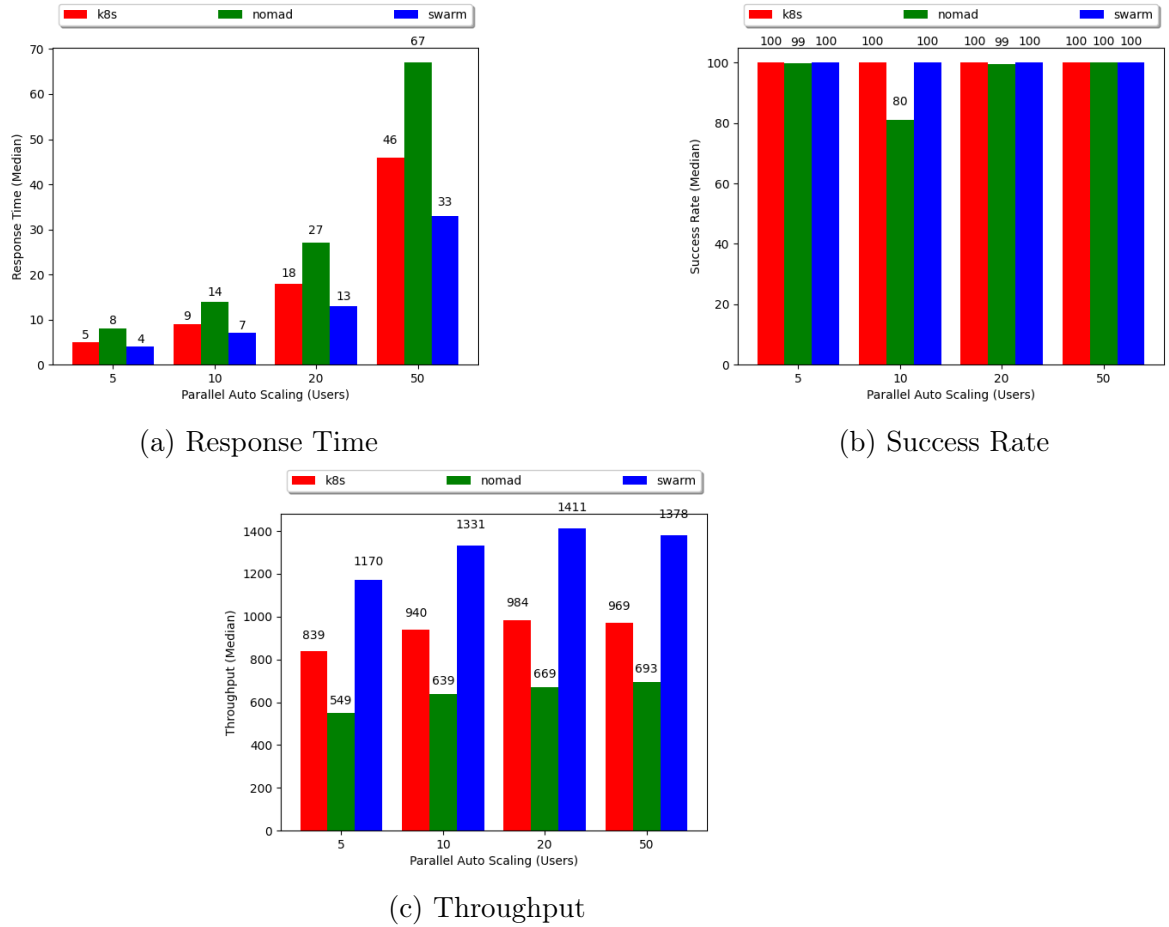 k8s nomad swarm
70
60
50
40
30
20
10
0
Response Time (Median)
5 8 4
9 14 7
18 27 13
46 67 33
5 10 20 50
Parallel Auto Scaling (Users)
(a) Response Time
k8s nomad swarm
100
80
60
40
20
0
Success Rate (Median)
100 99 100
100 80 100
100 99 100
100 100 100
5 10 20 50
Parallel Auto Scaling (Users)
(b) Success Rate
k8s nomad swarm
1400
1200
1000
800
600
400
200
0
Throughput (Median)
839 549 1170
940 639 1331
984 669 1411
969 693 1378
5 10 20 50
Parallel Auto Scaling (Users)
(c) Throughput